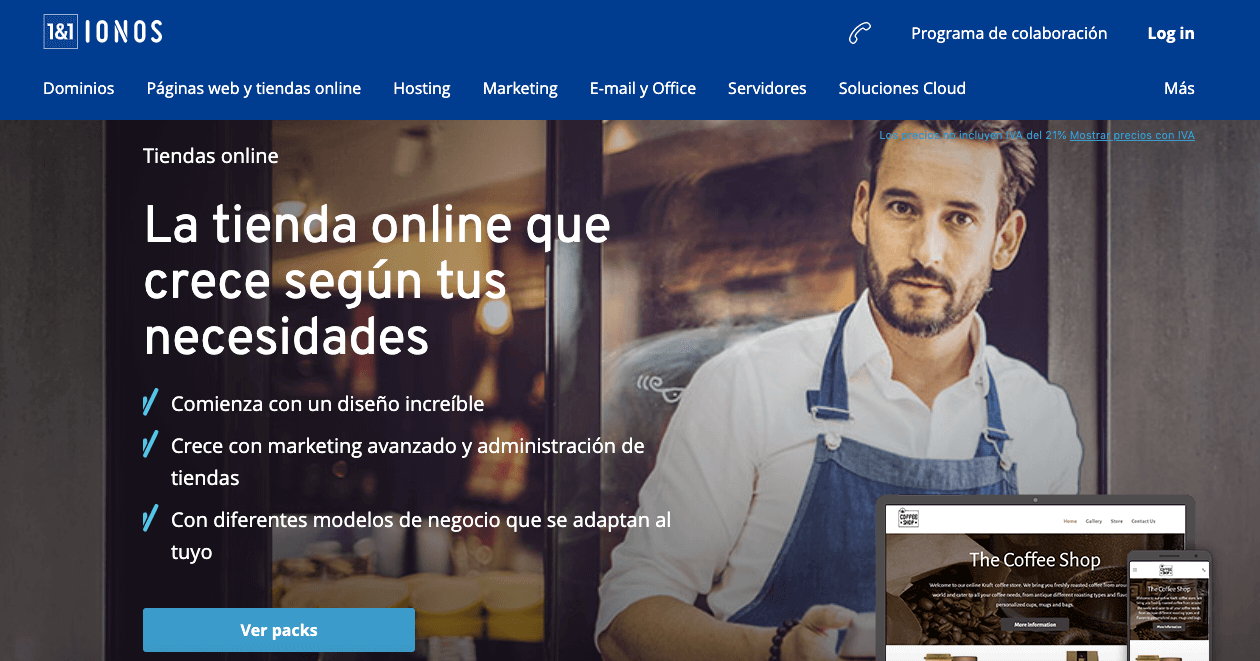 1&1 IONOS
Programa de colaboración
Log in
Dominios
Páginas web y tiendas online
Hosting
Marketing
E-mail y Office
Servidores
Soluciones Cloud
Más
Los precios no incluyen IVA del 21% Mostrar precios con IVA
Tiendas online
La tienda online que
crece según tus
necesidades
Comienza con un diseño increíble
Crece con marketing avanzado y administración de
tiendas
Con diferentes modelos de negocio que se adaptan al
tuyo
Ver packs
COFFEE
SHOP
Home Gallery Store Contact Us
The Coffee Shop
Welcome to our online Kraft coffee store. We bring you freshly roasted coffee from
world and cater to all your coffee needs, from antique different roasting types and
personalized cups, mugs and bags.
More Information
The Coffee Shop
More Information